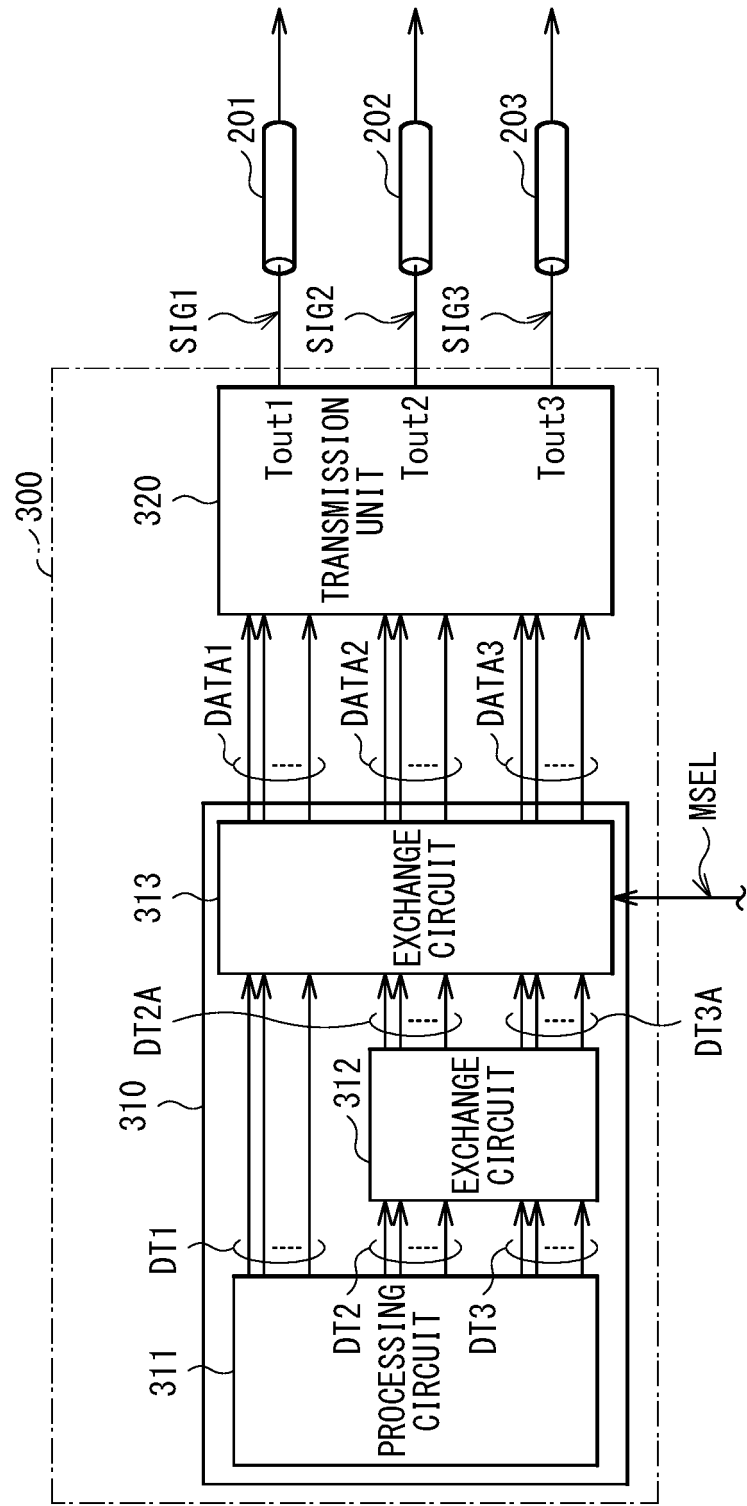 300
310
311
PROCESSING
CIRCUIT
DT1
DT2
DT3
312
EXCHANGE
CIRCUIT
DT2A
DT3A
313
EXCHANGE
CIRCUIT
MSEL
DATA1
DATA2
DATA3
320
TRANSMISSION
UNIT
Tout1
Tout2
Tout3
SIG1
SIG2
SIG3
201
202
203